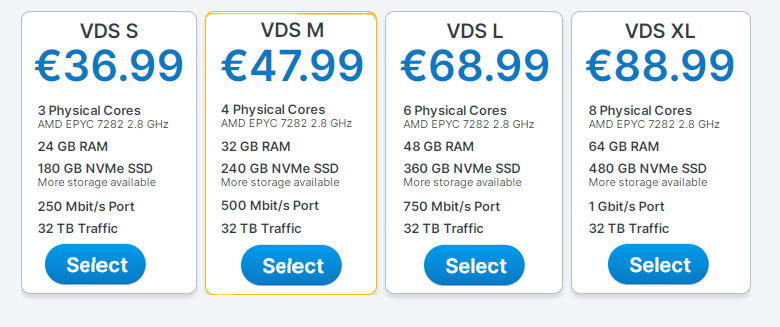 VDS S
€36.99
3 Physical Cores
AMD EPYC 7282 2.8 GHz
24 GB RAM
180 GB NVMe SSD
More storage available
250 Mbit/s Port
32 TB Traffic
Select
VDS M
€47.99
4 Physical Cores
AMD EPYC 7282 2.8 GHz
32 GB RAM
240 GB NVMe SSD
More storage available
500 Mbit/s Port
32 TB Traffic
Select
VDS L
€68.99
6 Physical Cores
AMD EPYC 7282 2.8 GHz
48 GB RAM
360 GB NVMe SSD
More storage available
750 Mbit/s Port
32 TB Traffic
Select
VDS XL
€88.99
8 Physical Cores
AMD EPYC 7282 2.8 GHz
64 GB RAM
480 GB NVMe SSD
More storage available
1 Gbit/s Port
32 TB Traffic
Select